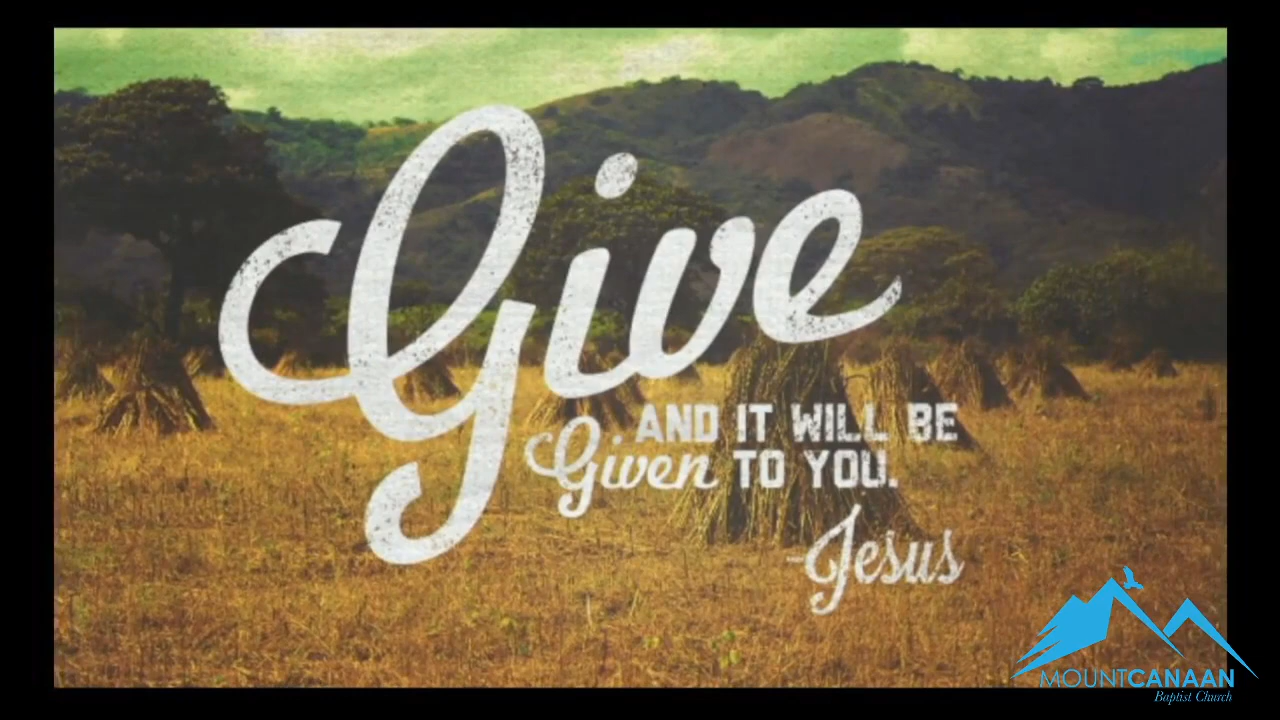 Give
AND IT WILL BE
Given TO YOU.
-Jesus
MOUNTCANAAN
Baptist Church